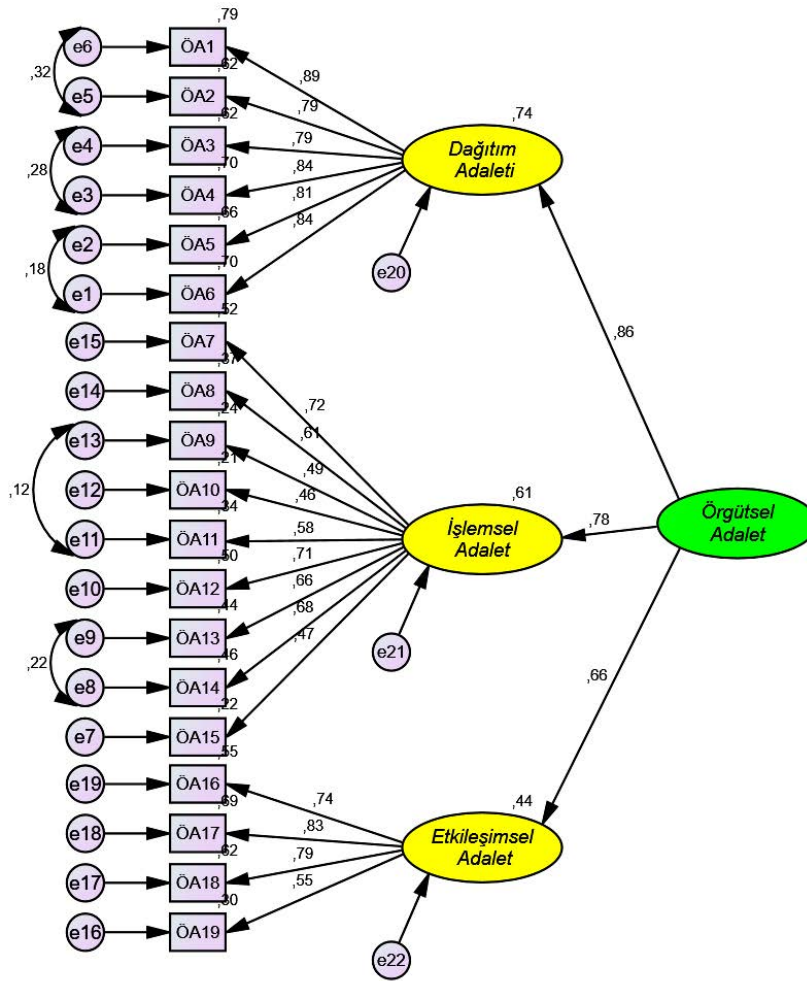 ,79
e6
ÖA1
,89
,62
,32
e5
ÖA2
,79
,74
,62
e4
ÖA3
,79
Dağıtım
Adaleti
,70
,28
e3
ÖA4
,84
,66
,81
e2
ÖA5
,84
,70
,18
e20
e1
ÖA6
,52
e15
ÖA7
,86
,37
e14
ÖA8
,72
,24
,61
e13
ÖA9
,49
,21
,12
e12
ÖA10
,46
,61
,34
e11
ÖA11
,58
İşlemsel
Adalet
,78
Örgütsel
Adalet
,50
e10
ÖA12
,71
,44
,66
e9
ÖA13
,68
,46
,47
,22
e21
e8
ÖA14
,66
,22
e7
ÖA15
,55
e19
ÖA16
,74
,69
,44
e18
ÖA17
,83
Etkileşimsel
Adalet
,62
e17
ÖA18
,79
,30
,55
e16
ÖA19
e22